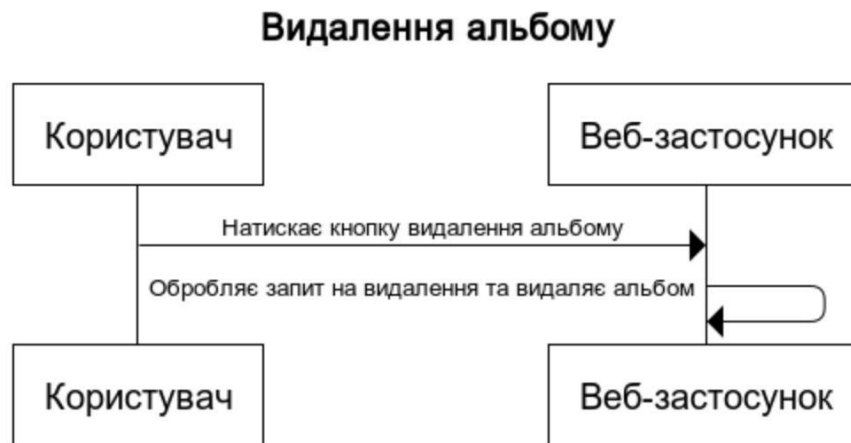 Видалення альбому
Користувач
Веб-застосунок
Натискає кнопку видалення альбому
Обробляє запит на видалення та видаляє альбом
Користувач
Веб-застосунок